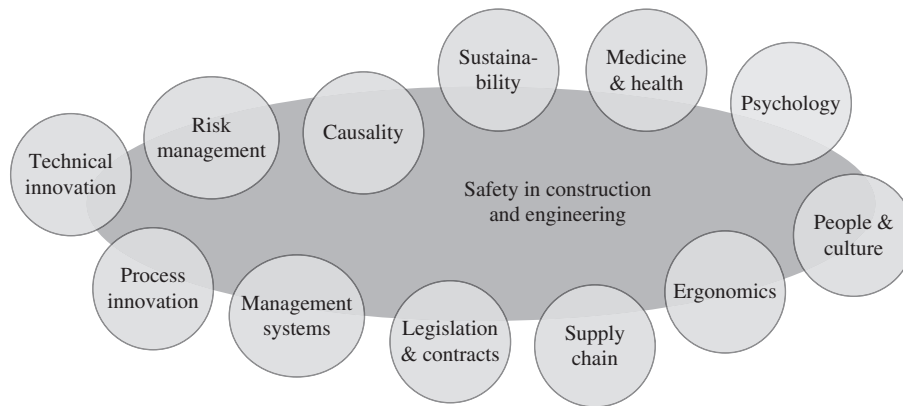 Sustaina-
bility
Medicine
& health
Psychology
Risk
management
Causality
Technical
innovation
Safety in construction
and engineering
People &
culture
Process
innovation
Management
systems
Legislation
& contracts
Supply
chain
Ergonomics